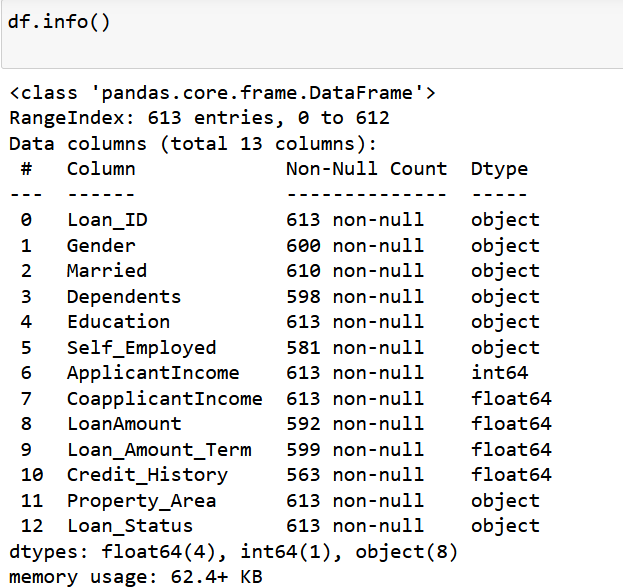 df.info()
<class 'pandas.core.frame.DataFrame'>
RangeIndex: 613 entries, 0 to 612
Data columns (total 13 columns):
 #   Column             Non-Null Count  Dtype
---  ------             --------------  -----
 0   Loan_ID            613 non-null    object
 1   Gender             600 non-null    object
 2   Married            610 non-null    object
 3   Dependents         598 non-null    object
 4   Education          613 non-null    object
 5   Self_Employed      581 non-null    object
 6   ApplicantIncome    613 non-null    int64
 7   CoapplicantIncome  613 non-null    float64
 8   LoanAmount         592 non-null    float64
 9   Loan_Amount_Term   599 non-null    float64
 10  Credit_History     563 non-null    float64
 11  Property_Area      613 non-null    object
 12  Loan_Status        613 non-null    object
dtypes: float64(4), int64(1), object(8)
memory usage: 62.4+ KB